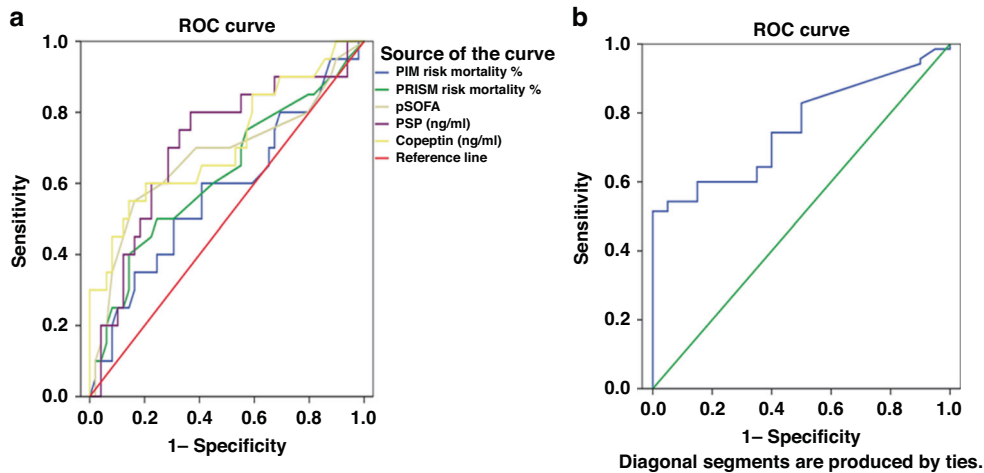 a
ROC curve
1.0
0.8
0.6
0.4
0.2
0.0
Sensitivity
0.0 0.2 0.4 0.6 0.8 1.0
1– Specificity
Source of the curve
PIM risk mortality %
PRISM risk mortality %
pSOFA
PSP (ng/ml)
Copeptin (ng/ml)
Reference line
b
ROC curve
1.0
0.8
0.6
0.4
0.2
0.0
Sensitivity
0.0 0.2 0.4 0.6 0.8 1.0
1– Specificity
Diagonal segments are produced by ties.